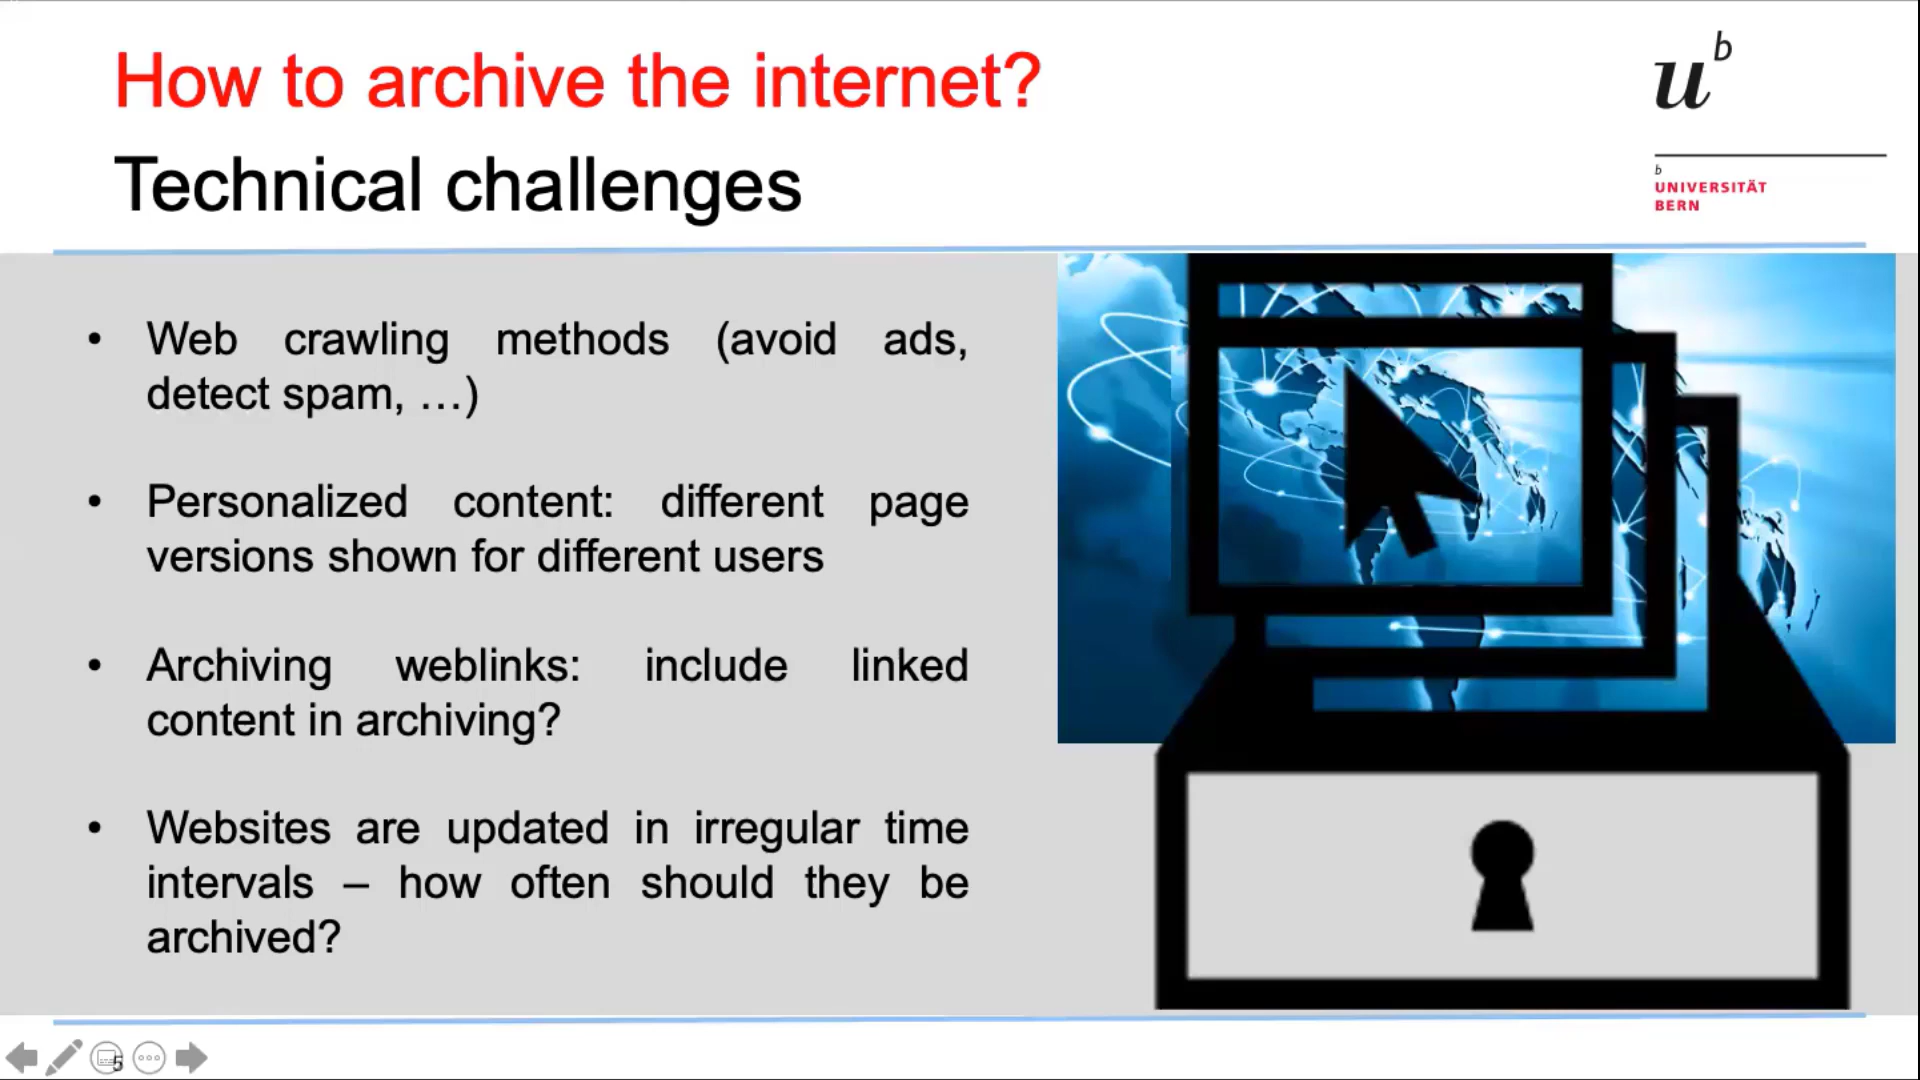 How to archive the internet?
Technical challenges
u b
b
UNIVERSITÄT
BERN
• Web crawling methods (avoid ads,
detect spam, …)
• Personalized content: different page
versions shown for different users
• Archiving weblinks: include linked
content in archiving?
• Websites are updated in irregular time
intervals – how often should they be
archived?
5